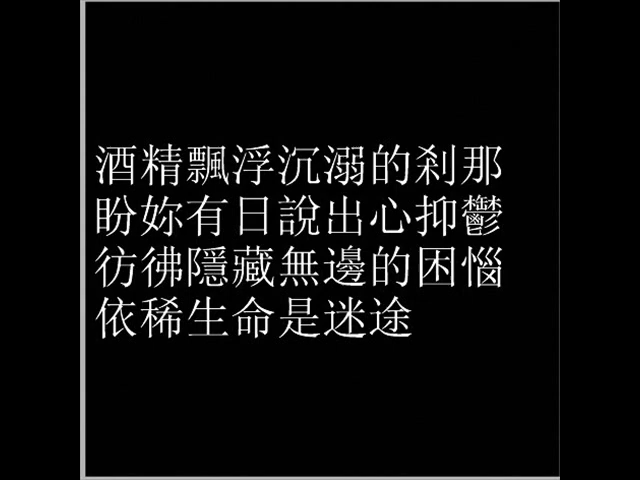 酒精飄浮沉溺的剎那
盼妳有日說出心抑鬱
彷彿隱藏無邊的困惱
依稀生命是迷途